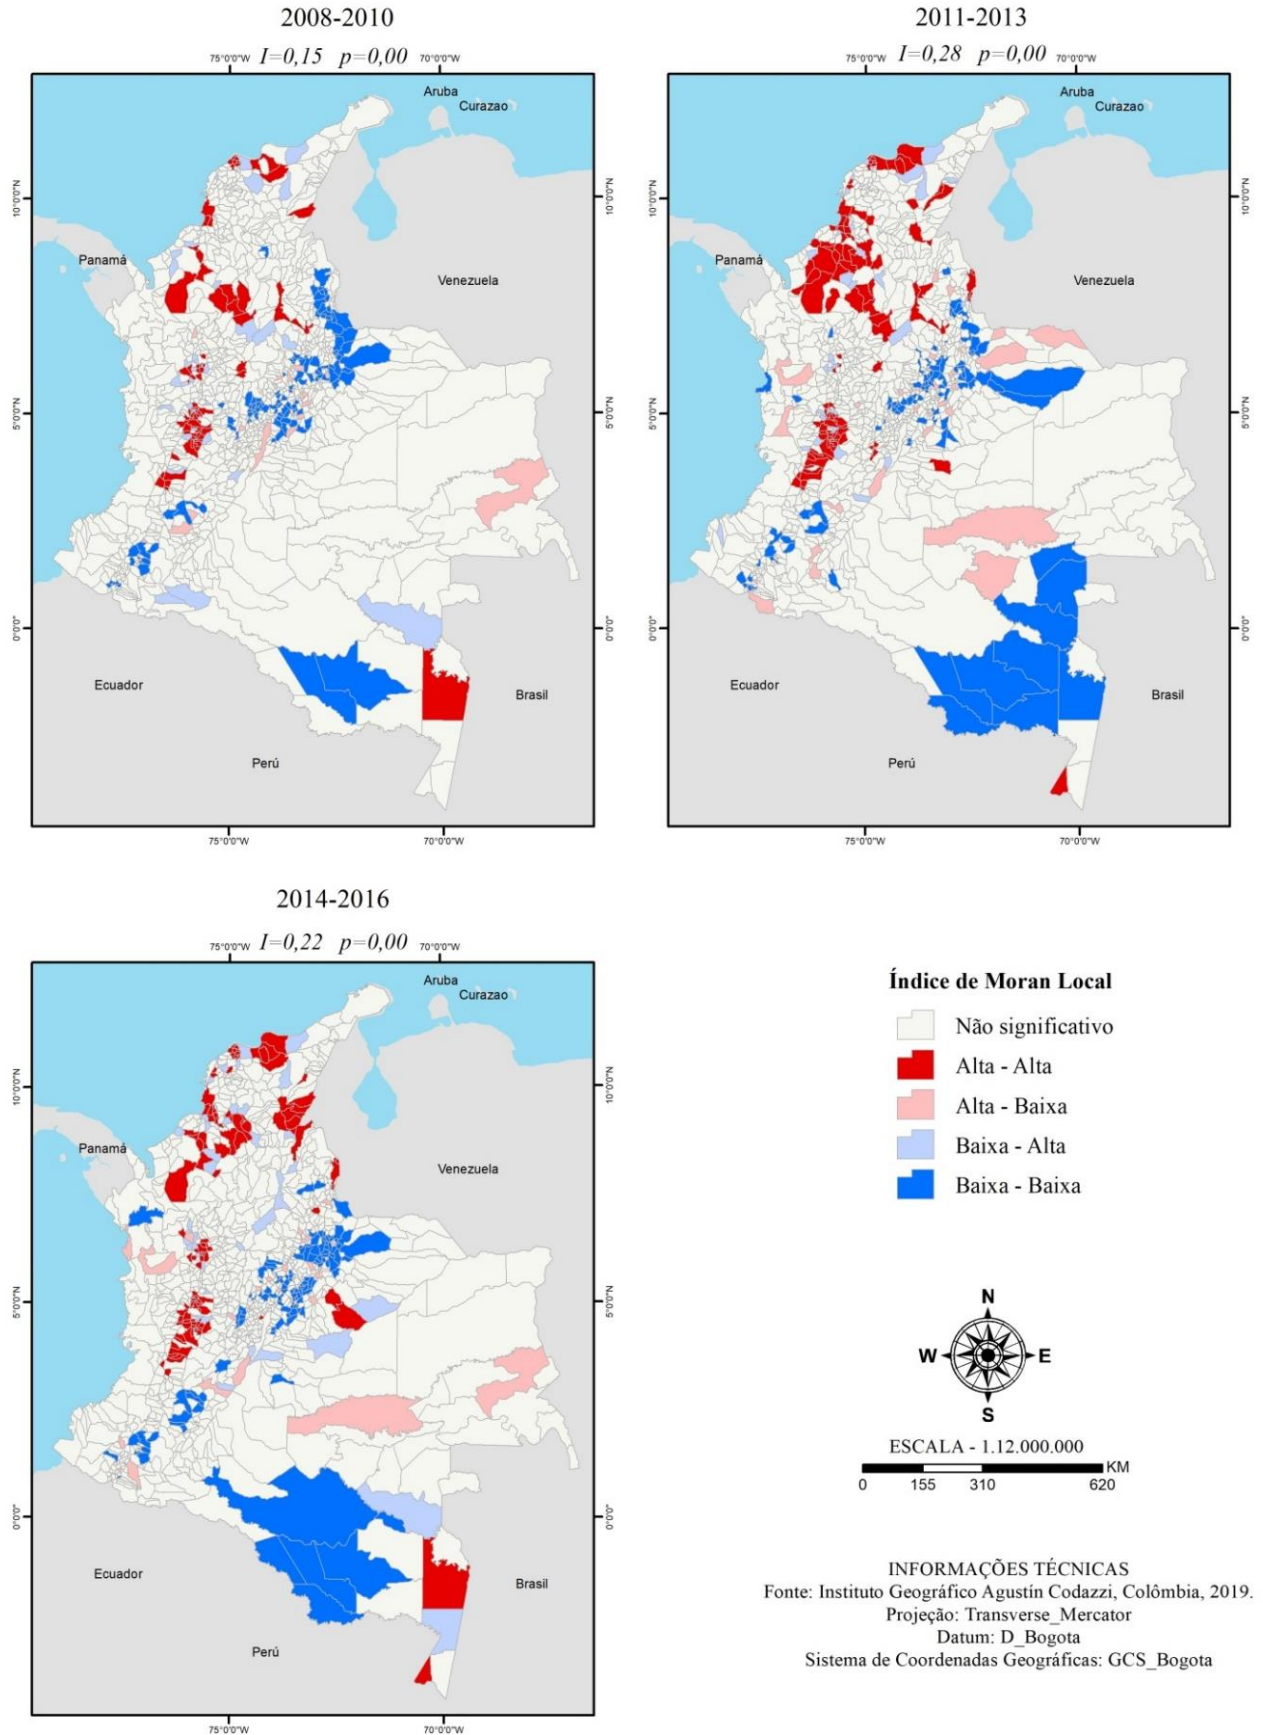 2008-2010
I=0,15 p=0,00
75°0'0"W
70°0'0"W
Aruba
Curazao
10°0'0"N
10°0'0"N
Panamá
Venezuela
5°0'0"N
5°0'0"N
0°0'0"
0°0'0"
Ecuador
Brasil
Perú
75°0'0"W
70°0'0"W
2011-2013
I=0,28 p=0,00
75°0'0"W
70°0'0"W
Aruba
Curazao
10°0'0"N
10°0'0"N
Panamá
Venezuela
5°0'0"N
5°0'0"N
0°0'0"
0°0'0"
Ecuador
Brasil
Perú
75°0'0"W
70°0'0"W
2014-2016
I=0,22 p=0,00
75°0'0"W
70°0'0"W
Aruba
Curazao
10°0'0"N
10°0'0"N
Panamá
Venezuela
5°0'0"N
5°0'0"N
0°0'0"
0°0'0"
Ecuador
Brasil
Perú
75°0'0"W
70°0'0"W
Índice de Moran Local
Não significativo
Alta - Alta
Alta - Baixa
Baixa - Alta
Baixa - Baixa
N
W E
S
ESCALA - 1.12.000.000
KM
0 155 310 620
INFORMAÇÕES TÉCNICAS
Fonte: Instituto Geográfico Agustín Codazzi, Colômbia, 2019.
Projeção: Transverse_Mercator
Datum: D_Bogota
Sistema de Coordenadas Geográficas: GCS_Bogota